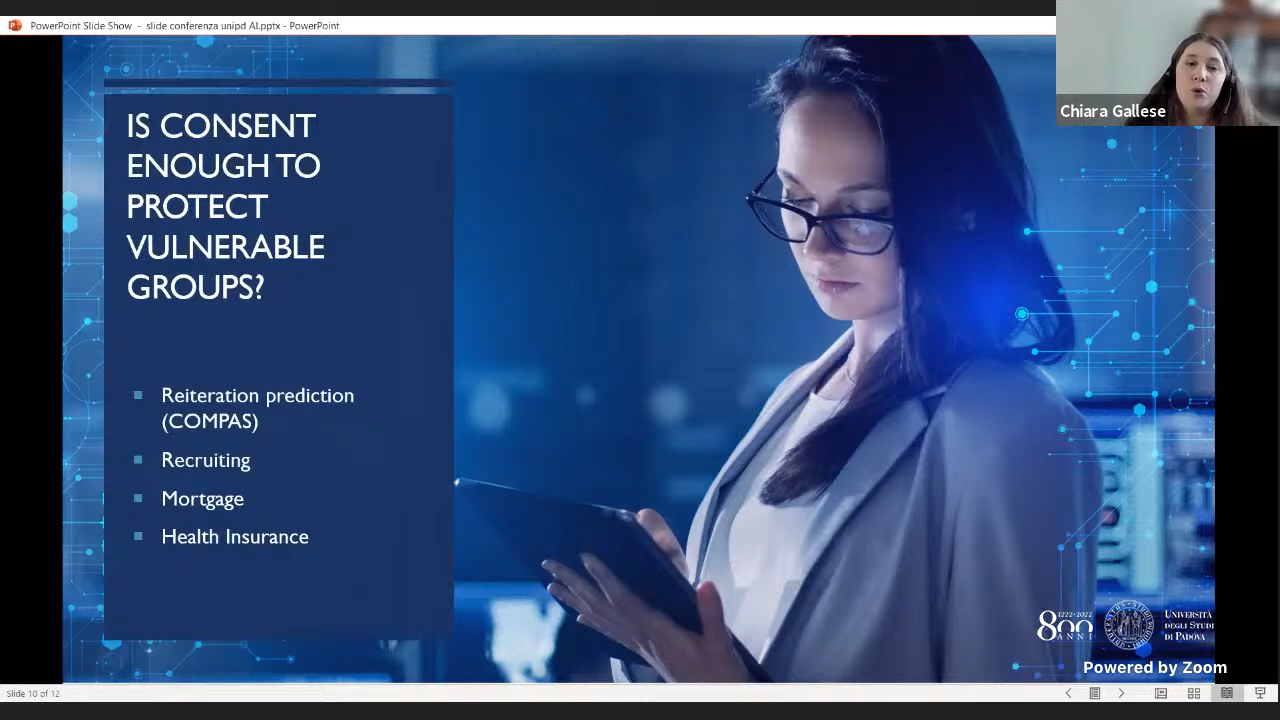 PowerPoint Slide Show - slide conferenza unipd AI.pptx - PowerPoint
Chiara Gallese
IS CONSENT
ENOUGH TO
PROTECT
VULNERABLE
GROUPS?
Reiteration prediction
(COMPAS)
Recruiting
Mortgage
Health Insurance
1222·2022
800
ANNI
UNIVERSITÀ
DEGLI STUDI
DI PADOVA
Powered by Zoom
Slide 10 of 12